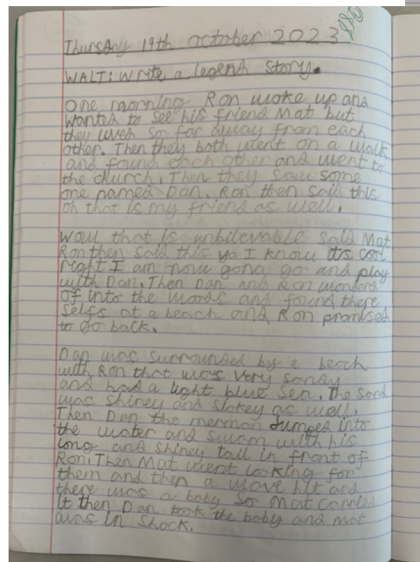 Thursday 19th October 2023
WALT: Write a legend story.
One morning Ron woke up and
wanted to see his friend Mat but
they lived so far away from each
other. Then they both went on a walk
and found each other and went to
the church. Then they saw some
one named Dan. Ron then said this
oh that is my friend as well.
wow that is unbilevable said Mat
Ron then said this ya I know its
right I am now gong go and play
with Dan. Then Dan and Ron wonderd
of into the woods and found there
selfs at a beach and Ron promised
to go back.
Dan was surrounded by a beach
with Ron that was very sandy
and had a light blue sea. The sand
was shiney and as well.
Then Dan the merman Jumped into
the water and swam with his
long and shiney tail in front of
Ron. Then Mat went looking for
them and then a wave hit and
there was a baby so Mat carried
it then Dan took the baby and Mat
was in shock.